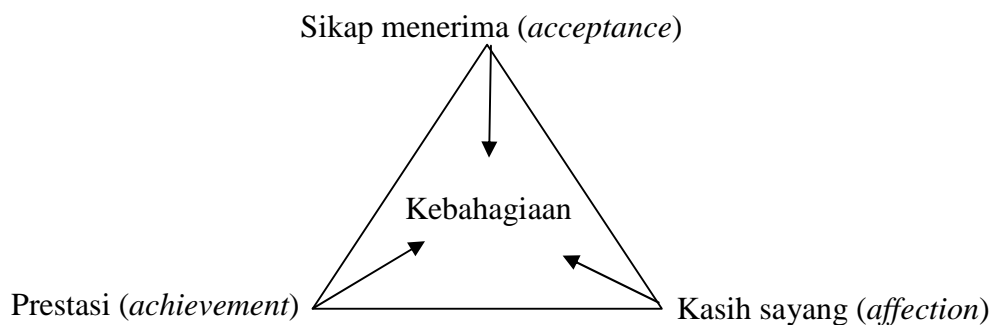 Sikap menerima (acceptance)
Kebahagiaan
Prestasi (achievement)
Kasih sayang (affection)